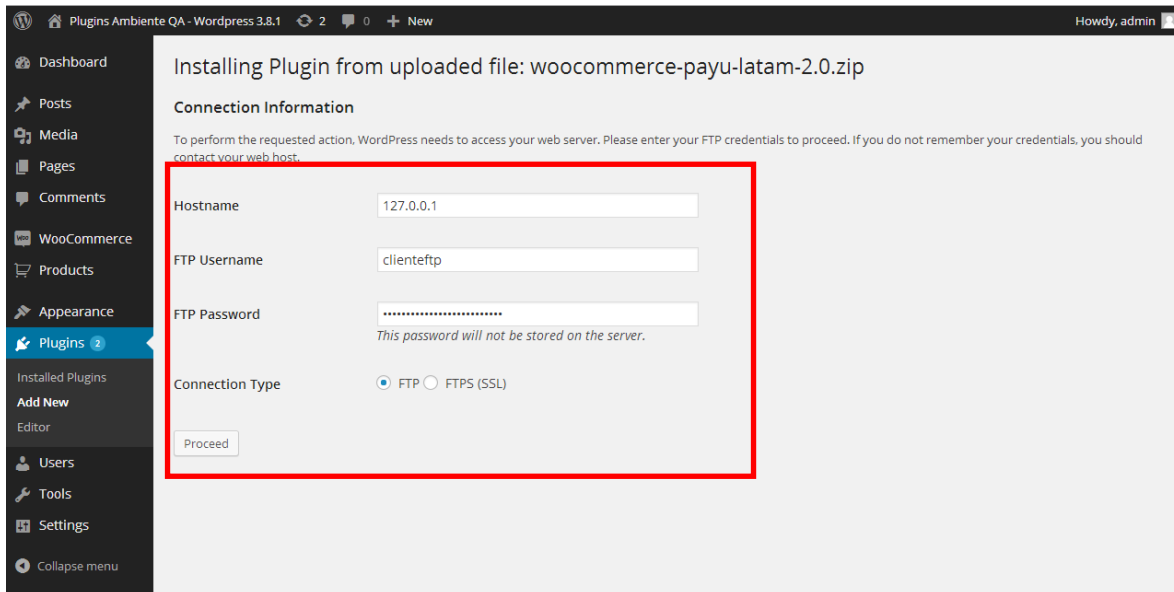 Plugins Ambiente QA - Wordpress 3.8.1 2 0 + New Howdy, admin
Dashboard
Posts
Media
Pages
Comments
WOO WooCommerce
Products
Appearance
Plugins 2
Installed Plugins
Add New
Editor
Users
Tools
Settings
Collapse menu
Installing Plugin from uploaded file: woocommerce-payu-latam-2.0.zip
Connection Information
To perform the requested action, WordPress needs to access your web server. Please enter your FTP credentials to proceed. If you do not remember your credentials, you should
contact your web host.
Hostname 127.0.0.1
FTP Username clienteftp
FTP Password ••••••••••••••••••••••••••
This password will not be stored on the server.
Connection Type FTP FTPS (SSL)
Proceed